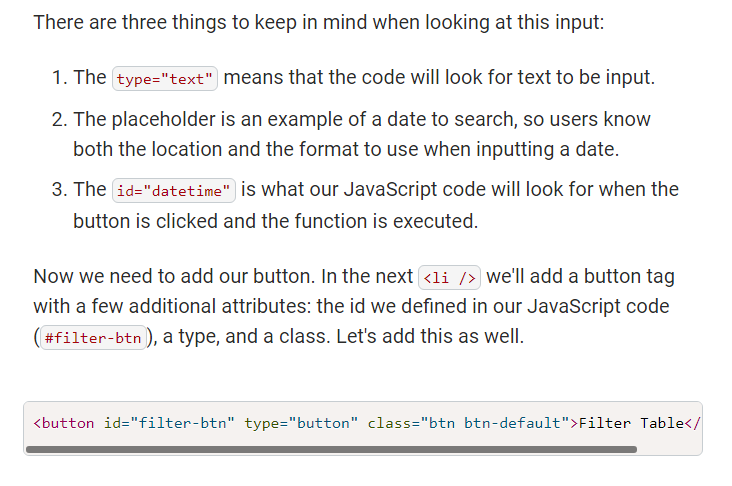 There are three things to keep in mind when looking at this input:
1. The type="text" means that the code will look for text to be input.
2. The placeholder is an example of a date to search, so users know
both the location and the format to use when inputting a date.
3. The id="datetime" is what our JavaScript code will look for when the
button is clicked and the function is executed.
Now we need to add our button. In the next <li /> we'll add a button tag
with a few additional attributes: the id we defined in our JavaScript code
(#filter-btn), a type, and a class. Let's add this as well.
<button id="filter-btn" type="button" class="btn btn-default">Filter Table</